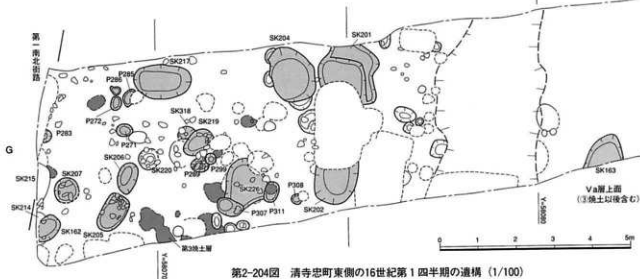 第一南北街路
SK204
SK201
SK217
P285
P286
P272
SK318
SK219
P283
P271
G
SK206
SK220
P299
SK215
SK207
SK226
P308
SK163
SK214
P307
P311
SK202
SK162
SK205
第3焼土層
Va層上面
(③焼土以後含む)
Y=58070
Y=58080
0 1 2 3 4 5m
第2-204図 清寺忠町東側の16世紀第1四半期の遺構 (1/100)